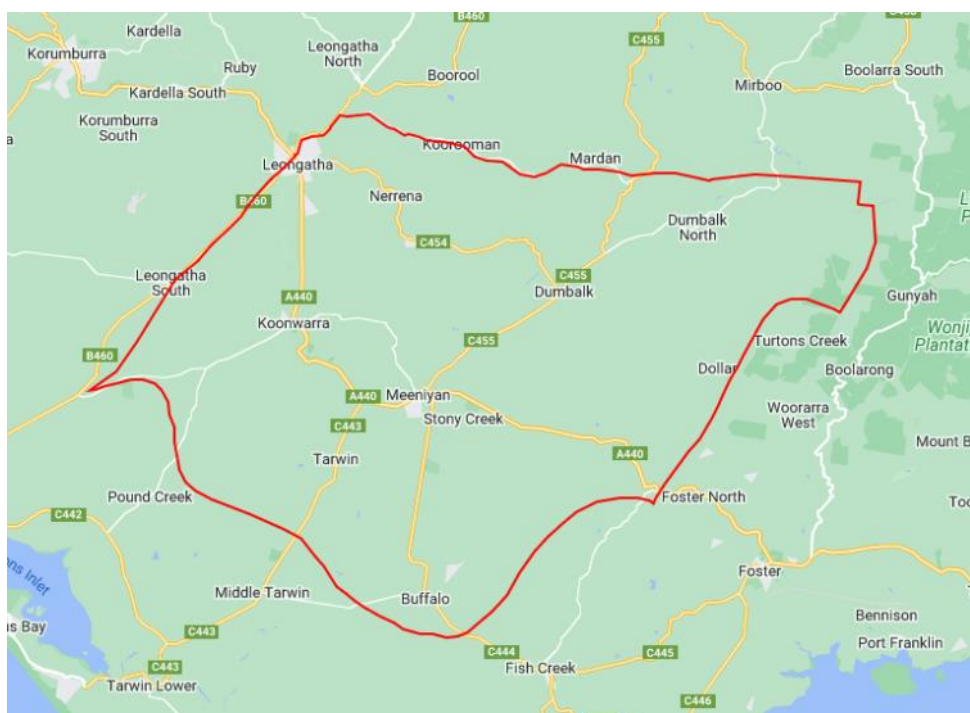 B460
C455
Kardella
Korumburra
Leongatha
North
Boorool
Boolarra South
Ruby
Mirboo
Kardella South
Korumburra
South
Koorooman
Mardan
Leongatha
B460
Nerrena
Dumbalk
North
C454
Leongatha
South
C455
Dumbalk
Gunyah
A440
Koonwarra
C455
Turtons Creek
B460
Dollar
Boolarong
Meeniyan
A440
Stony Creek
Woorarra
West
C443
Tarwin
A440
Pound Creek
Foster North
C442
Foster
Middle Tarwin
Buffalo
Bennison
C443
C444
C445
Port Franklin
C443
Fish Creek
Tarwin Lower
C446